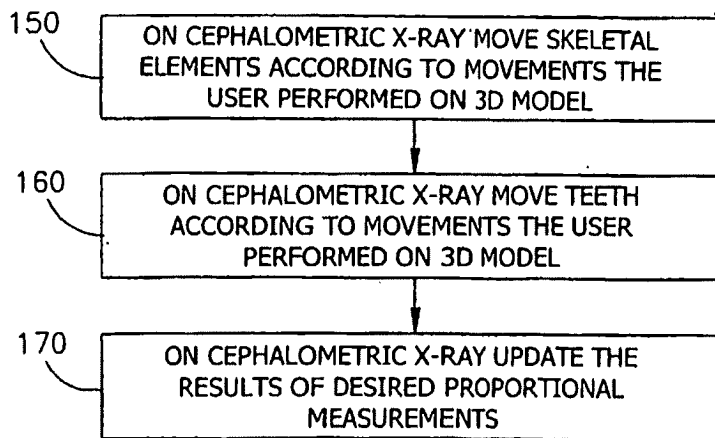 150
ON CEPHALOMETRIC X-RAY MOVE SKELETAL
ELEMENTS ACCORDING TO MOVEMENTS THE
USER PERFORMED ON 3D MODEL
160
ON CEPHALOMETRIC X-RAY MOVE TEETH
ACCORDING TO MOVEMENTS THE USER
PERFORMED ON 3D MODEL
170
ON CEPHALOMETRIC X-RAY UPDATE THE
RESULTS OF DESIRED PROPORTIONAL
MEASUREMENTS